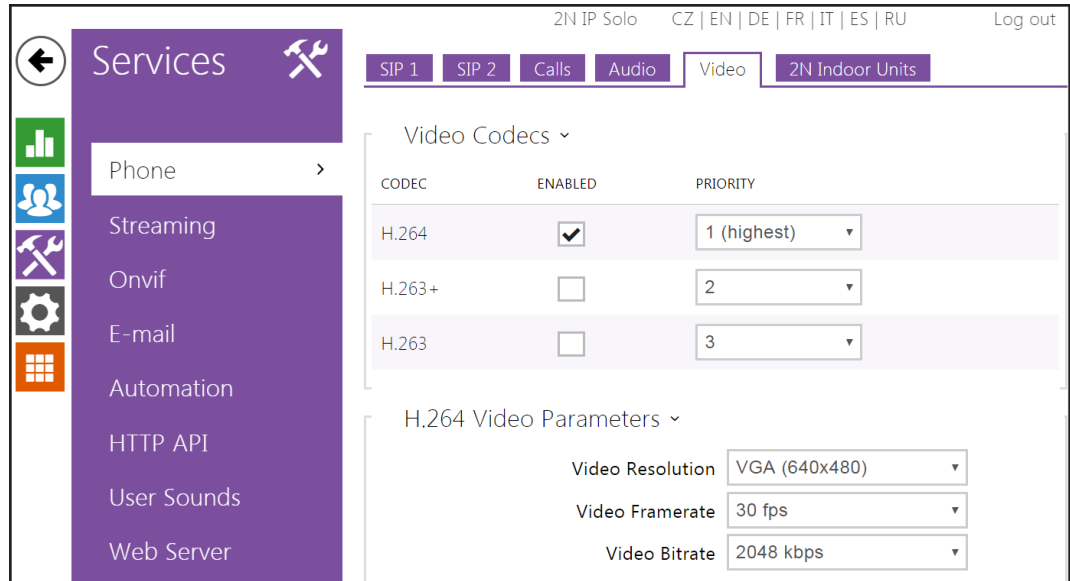 2N IP Solo CZ | EN | DE | FR | IT | ES | RU Log out
Services
SIP 1 SIP 2 Calls Audio Video 2N Indoor Units
Phone
Streaming
Onvif
E-mail
Automation
HTTP API
User Sounds
Web Server
Video Codecs
CODEC ENABLED PRIORITY
H.264 1 (highest)
H.263+ 2
H.263 3
H.264 Video Parameters
Video Resolution VGA (640x480)
Video Framerate 30 fps
Video Bitrate 2048 kbps